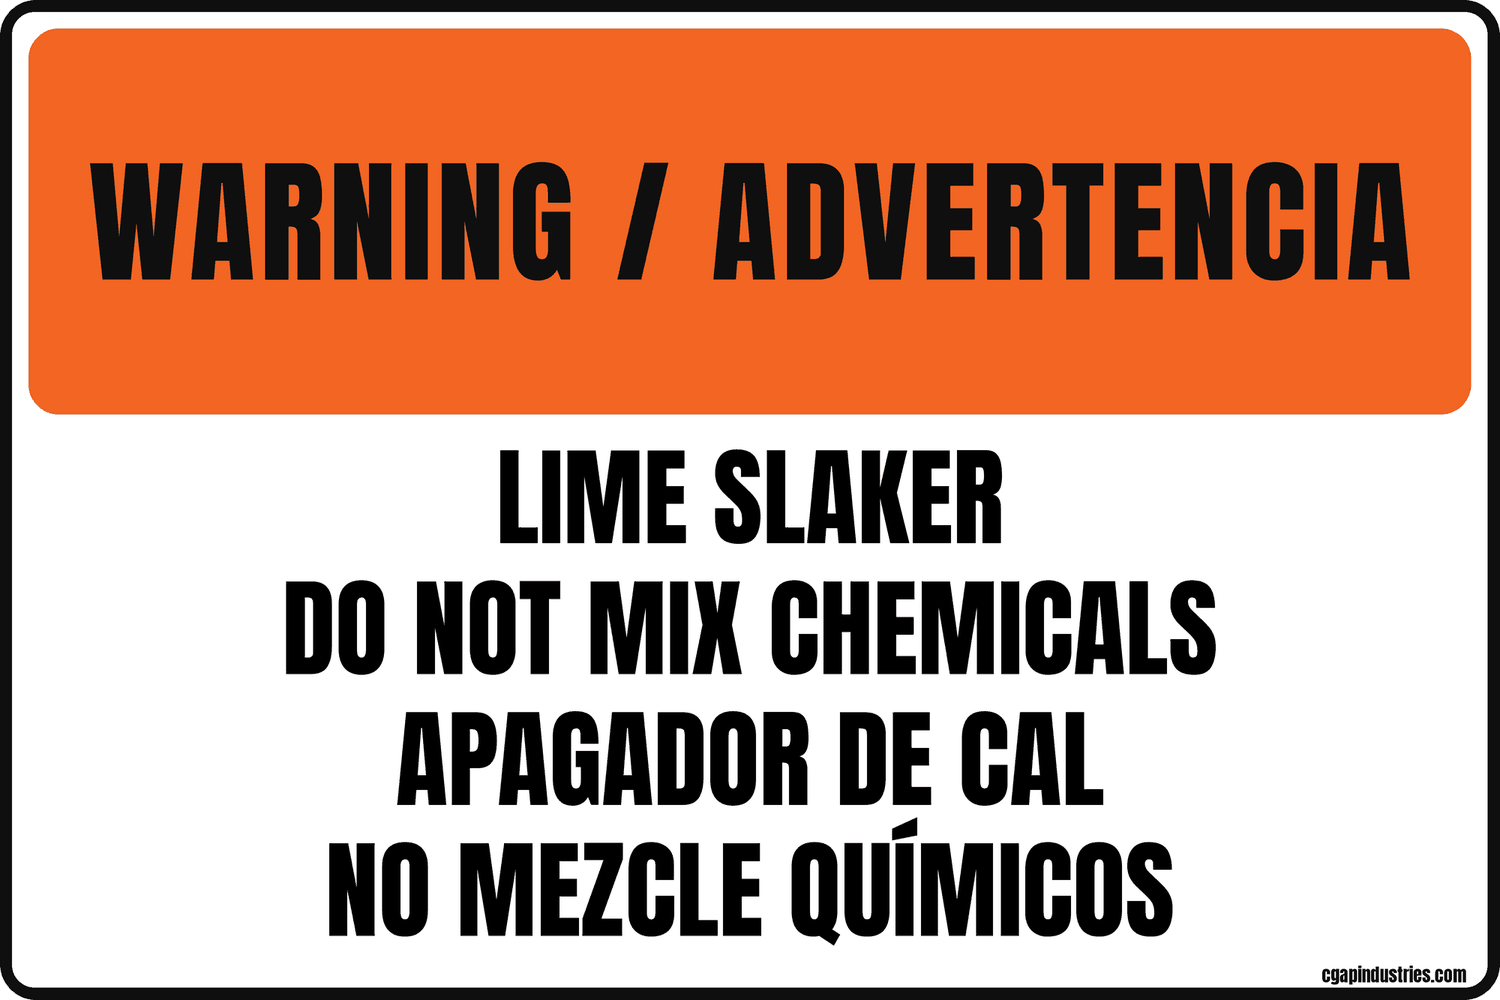 WARNING / ADVERTENCIA
LIME SLAKER
DO NOT MIX CHEMICALS
APAGADOR DE CAL
NO MEZCLE QUÍMICOS
cgapindustries.com